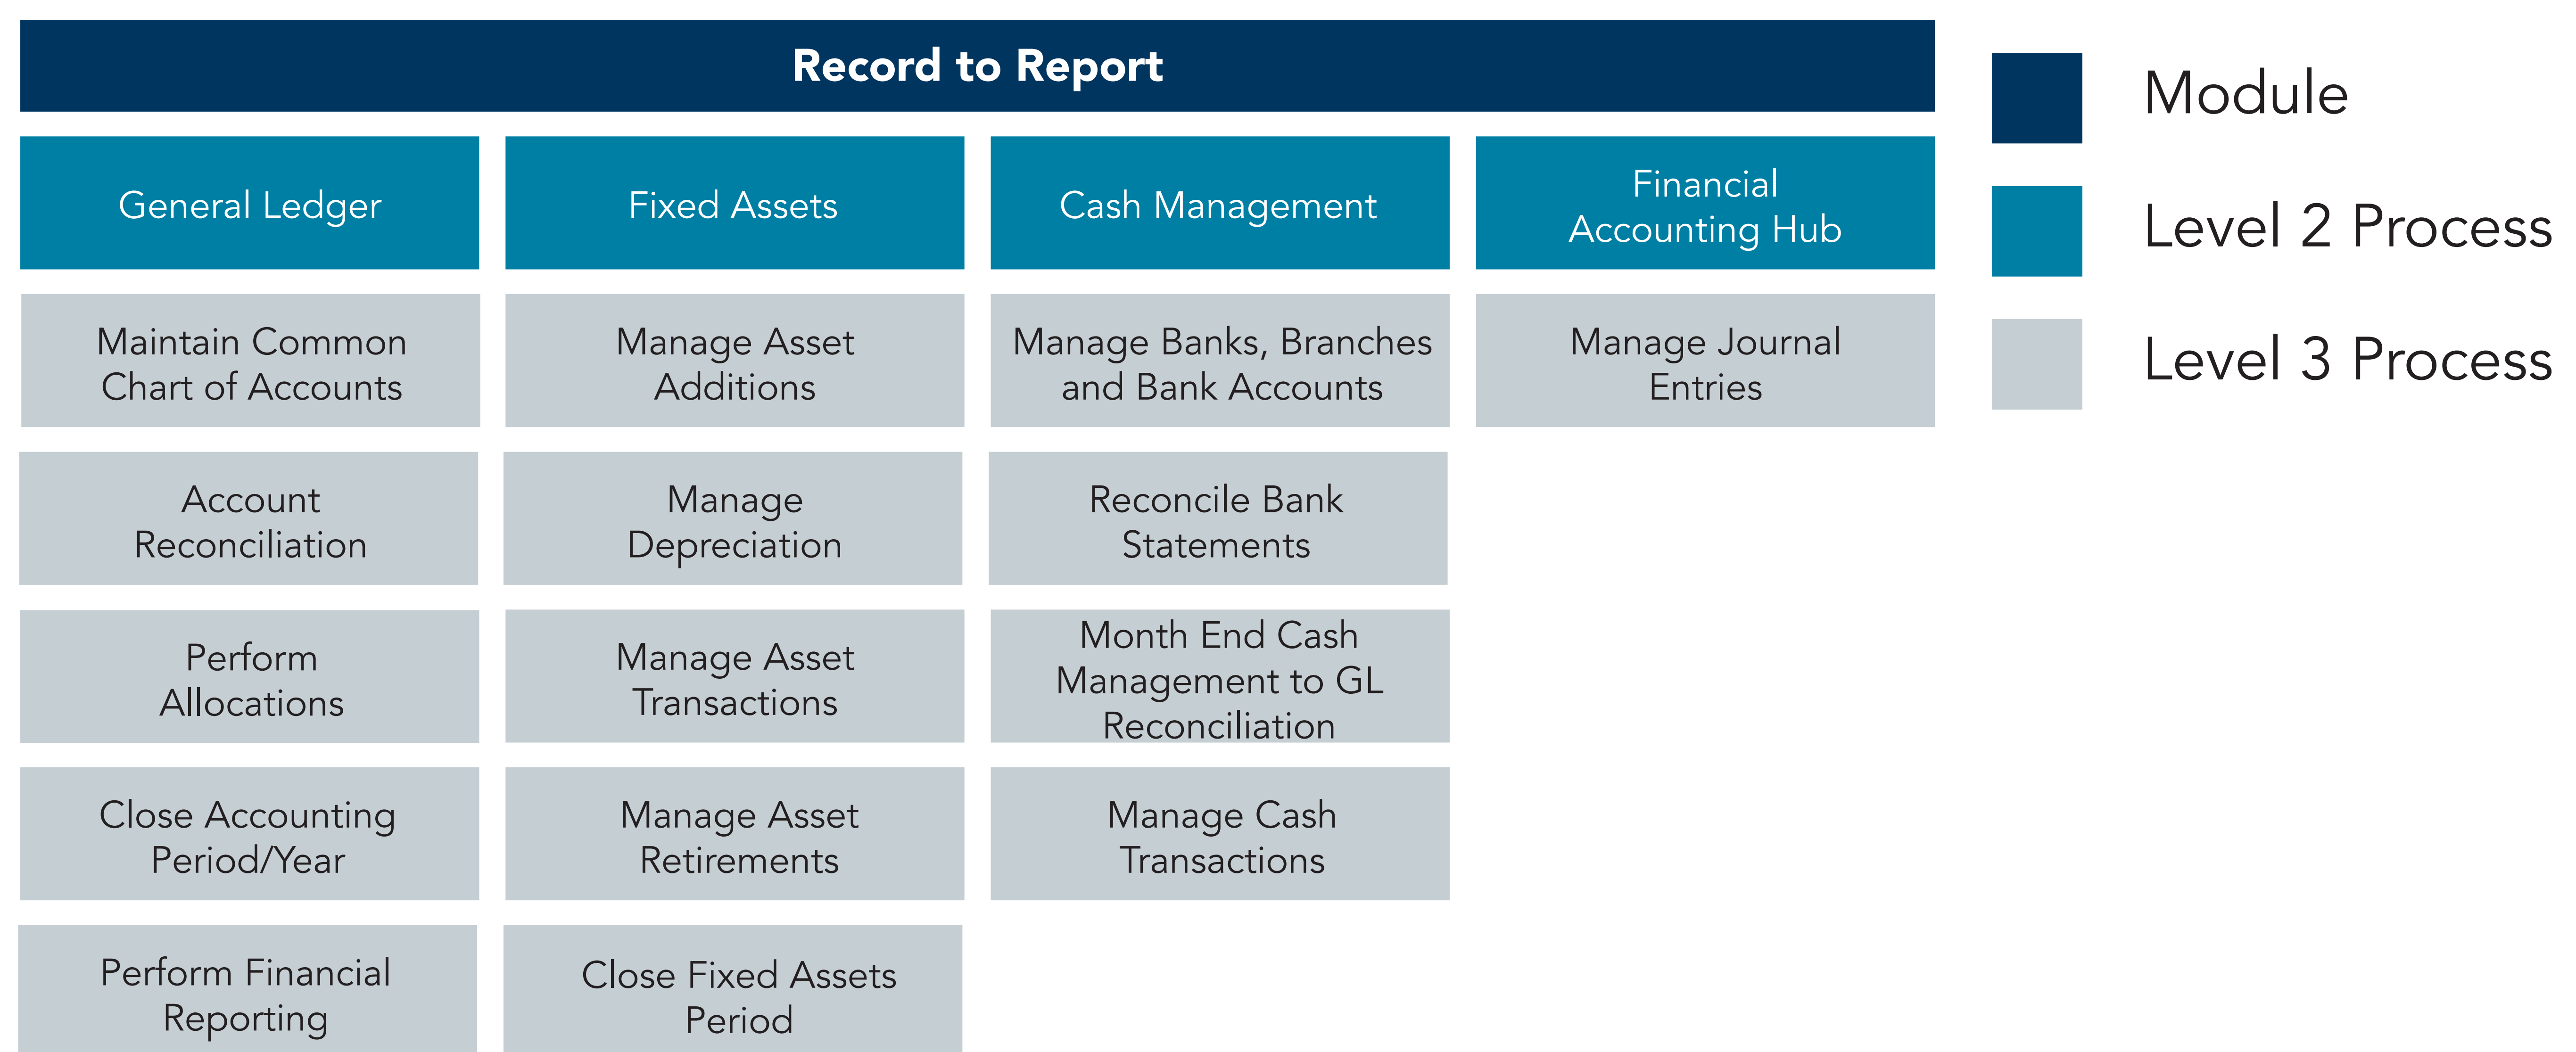 Record to Report
General Ledger
Fixed Assets
Cash Management
Financial
Accounting Hub
Maintain Common
Chart of Accounts
Manage Asset
Additions
Manage Banks, Branches
and Bank Accounts
Manage Journal
Entries
Account
Reconciliation
Manage
Depreciation
Reconcile Bank
Statements
Perform
Allocations
Manage Asset
Transactions
Month End Cash
Management to GL
Reconciliation
Close Accounting
Period/Year
Manage Asset
Retirements
Manage Cash
Transactions
Perform Financial
Reporting
Close Fixed Assets
Period
Module
Level 2 Process
Level 3 Process